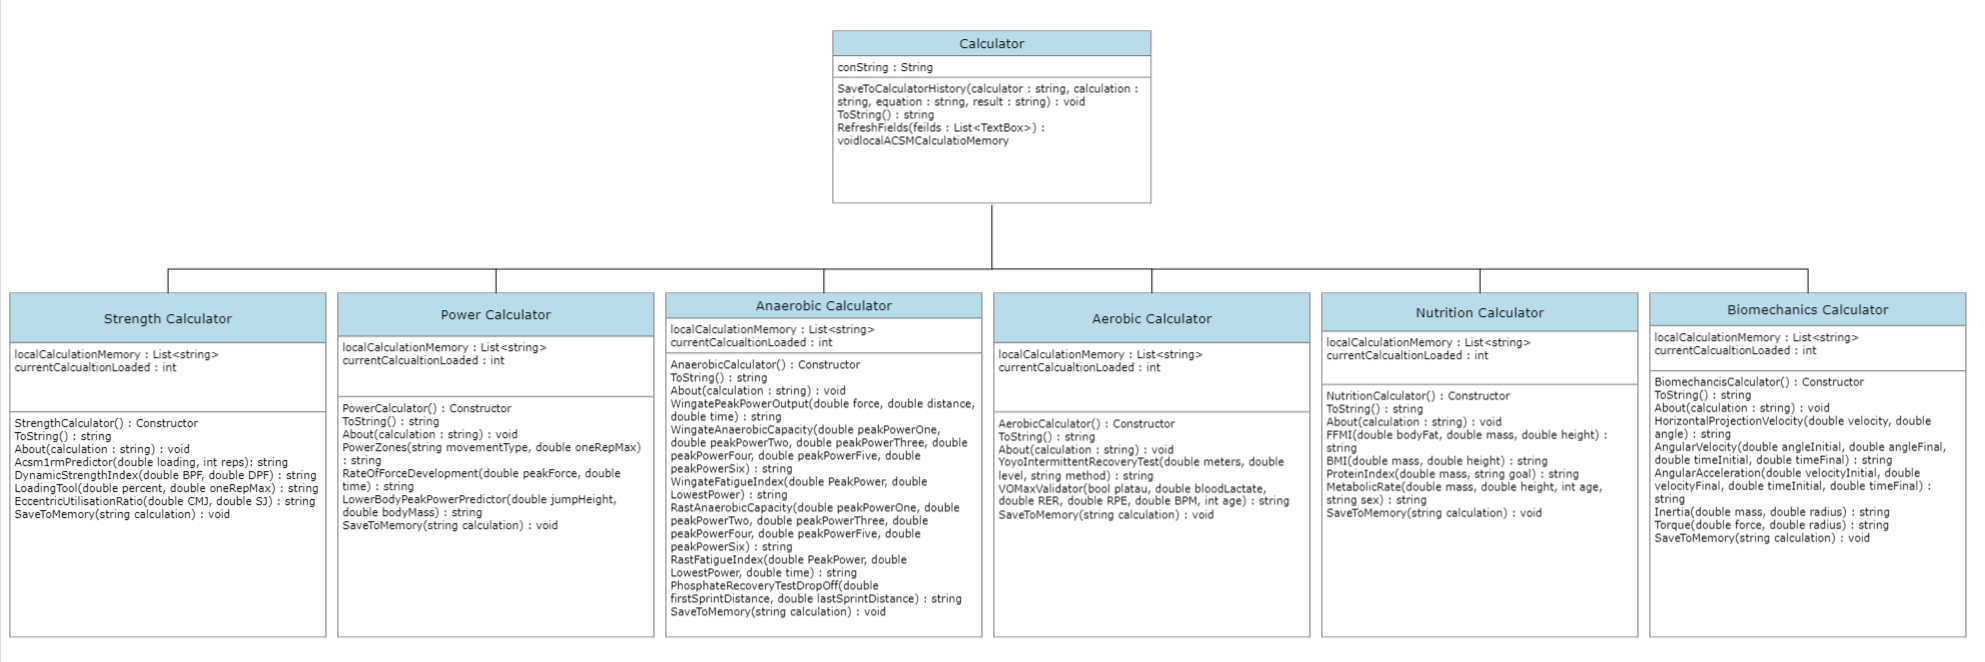 Calculator
conString : String
SaveToCalculatorHistory(calculator : string, calculation :
string, equation : string, result : string) : void
ToString() : string
RefreshFields(feilds : List<TextBox>) :
voidlocalACSMCalculatioMemory
Strength Calculator
localCalculationMemory : List<string>
currentCalcualtionLoaded : int
StrengthCalculator() : Constructor
ToString() : string
About(calculation : string) : void
Acsm1rmPredictor(double loading, int reps): string
DynamicStrengthIndex(double BPF, double DPF) : string
LoadingTool(double percent, double oneRepMax) : string
EccentricUtilisationRatio(double CMJ, double SJ) : string
SaveToMemory(string calculation) : void
Power Calculator
localCalculationMemory : List<string>
currentCalcualtionLoaded : int
PowerCalculator() : Constructor
ToString() : string
About(calculation : string) : void
PowerZones(string movementType, double oneRepMax)
: string
RateOfForceDevelopment(double peakForce, double
time) : string
LowerBodyPeakPowerPredictor(double jumpHeight,
double bodyMass) : string
SaveToMemory(string calculation) : void
Anaerobic Calculator
localCalculationMemory : List<string>
currentCalcualtionLoaded : int
AnaerobicCalculator() : Constructor
ToString() : string
About(calculation : string) : void
WingatePeakPowerOutput(double force, double distance,
double time) : string
WingateAnaerobicCapacity(double peakPowerOne,
double peakPowerTwo, double peakPowerThree, double
peakPowerFour, double peakPowerFive, double
peakPowerSix) : string
WingateFatigueIndex(double PeakPower, double
LowestPower) : string
RastAnaerobicCapacity(double peakPowerOne, double
peakPowerTwo, double peakPowerThree, double
peakPowerFour, double peakPowerFive, double
peakPowerSix) : string
RastFatigueIndex(double PeakPower, double
LowestPower, double time) : string
PhosphateRecoveryTestDropOff(double
firstSprintDistance, double lastSprintDistance) : string
SaveToMemory(string calculation) : void
Aerobic Calculator
localCalculationMemory : List<string>
currentCalcualtionLoaded : int
AerobicCalculator() : Constructor
ToString() : string
About(calculation : string) : void
YoyoIntermittentRecoveryTest(double meters, double
level, string method) : string
VOMaxValidator(bool platau, double bloodLactate,
double RER, double RPE, double BPM, int age) : string
SaveToMemory(string calculation) : void
Nutrition Calculator
localCalculationMemory : List<string>
currentCalcualtionLoaded : int
NutritionCalculator() : Constructor
ToString() : string
About(calculation : string) : void
FFMI(double bodyFat, double mass, double height) :
string
BMI(double mass, double height) : string
ProteinIndex(double mass, string goal) : string
MetabolicRate(double mass, double height, int age,
string sex) : string
SaveToMemory(string calculation) : void
Biomechanics Calculator
localCalculationMemory : List<string>
currentCalcualtionLoaded : int
BiomechancisCalculator() : Constructor
ToString() : string
About(calculation : string) : void
HorizontalProjectionVelocity(double velocity, double
angle) : string
AngularVelocity(double angleInitial, double angleFinal,
double timeInitial, double timeFinal) : string
AngularAcceleration(double velocityInitial, double
velocityFinal, double timeInitial, double timeFinal) :
string
Inertia(double mass, double radius) : string
Torque(double force, double radius) : string
SaveToMemory(string calculation) : void